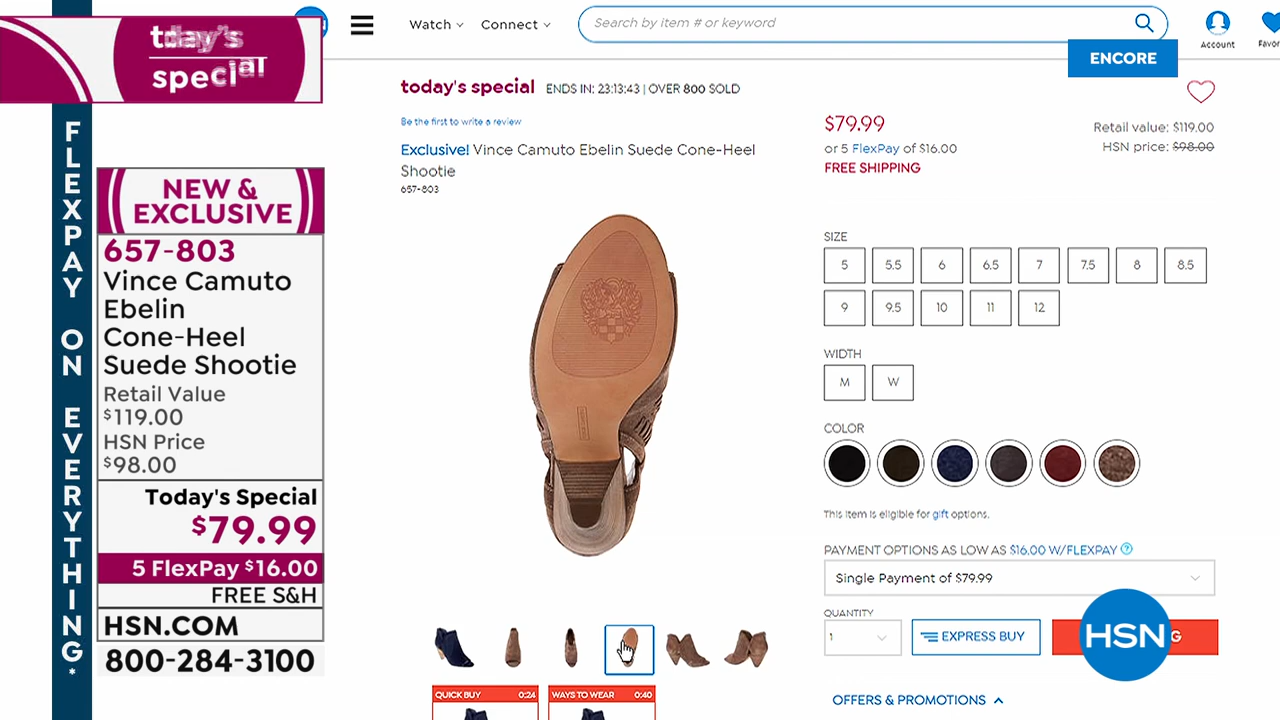 today's
special
FLEXPAY ON EVERYTHING.*
NEW &
EXCLUSIVE
657-803
Vince Camuto
Ebelin
Cone-Heel
Suede Shootie
Retail Value
$119.00
HSN Price
$98.00
Today's Special
$79.99
5 FlexPay $16.00
FREE S&H
HSN.COM
800-284-3100
Watch
Connect
Search by item # or keyword
Account
ENCORE
today's special ENDS IN: 23:13:43 | OVER 800 SOLD
Be the first to write a review
Exclusive! Vince Camuto Ebelin Suede Cone-Heel
Shootie
657-803
$79.99
or 5 FlexPay of $16.00
FREE SHIPPING
Retail value: $119.00
HSN price: $98.00
SIZE
5 5.5 6 6.5 7 7.5 8 8.5
9 9.5 10 11 12
WIDTH
M W
COLOR
This item is eligible for gift options.
PAYMENT OPTIONS AS LOW AS $16.00 W/FLEXPAY ?
Single Payment of $79.99
QUANTITY
1
EXPRESS BUY
HSN
G
OFFERS & PROMOTIONS
QUICK BUY 0:24
WAYS TO WEAR 0:40